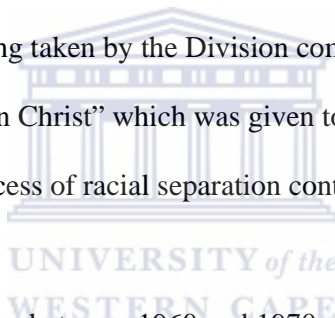 ng taken by the Division con
n Christ” which was given to
cess of racial separation cont
UNIVERSITY of the
WESTERN CAPE
1960 and 1970